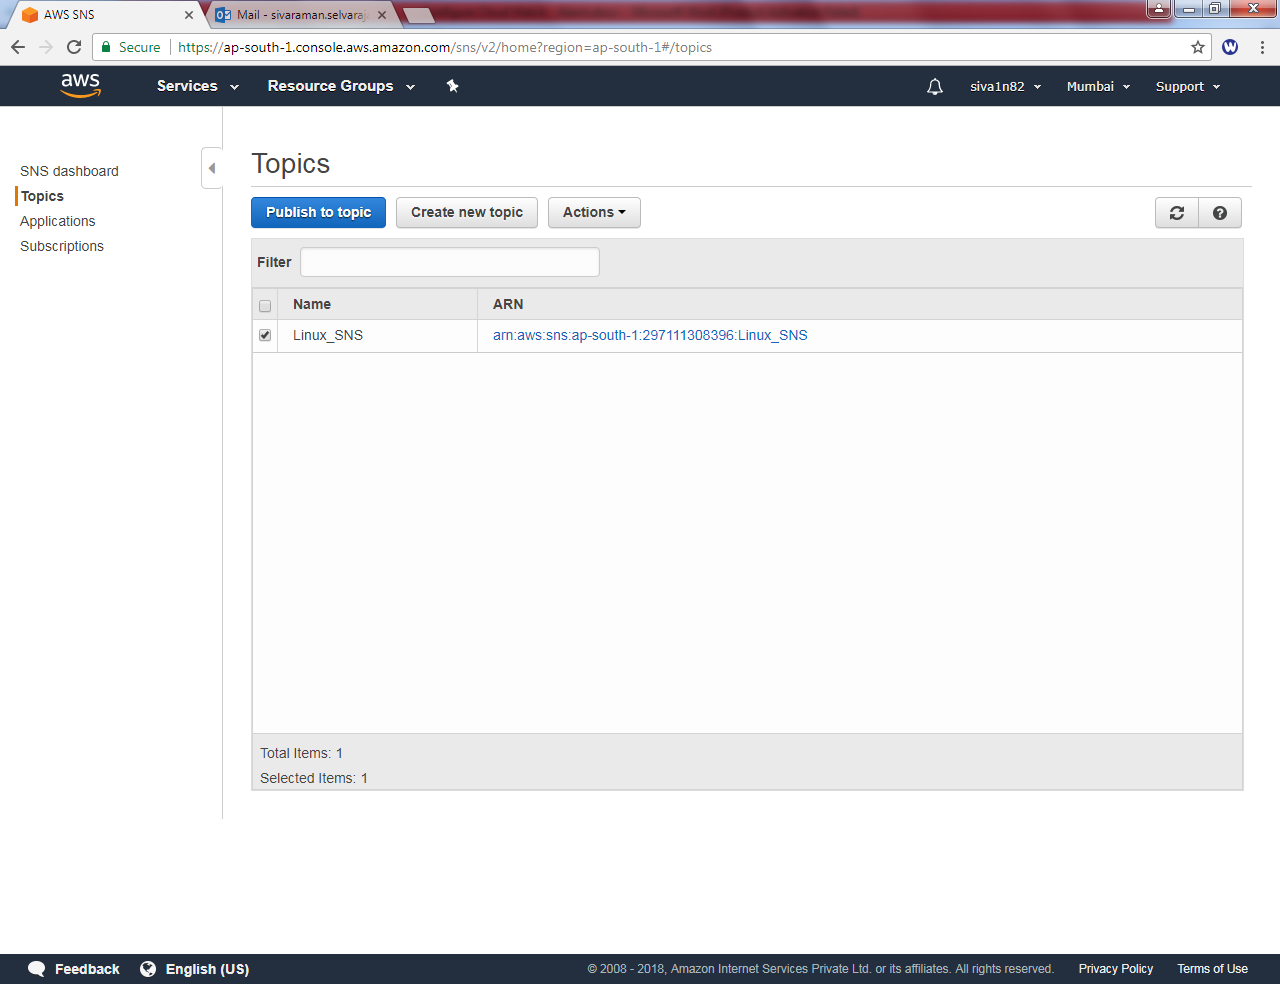 AWS SNS
Mail - sivaraman.selvaraj
Secure
https://ap-south-1.console.aws.amazon.com/sns/v2/home?region=ap-south-1#/topics
aws
Services
Resource Groups
siva1n82
Mumbai
Support
SNS dashboard
Topics
Applications
Subscriptions
Topics
Publish to topic
Create new topic
Actions
Filter
Name
ARN
Linux_SNS
arn:aws:sns:ap-south-1:297111308396:Linux_SNS
Total Items: 1
Selected Items: 1
Feedback
English (US)
© 2008 - 2018, Amazon Internet Services Private Ltd. or its affiliates. All rights reserved.
Privacy Policy
Terms of Use